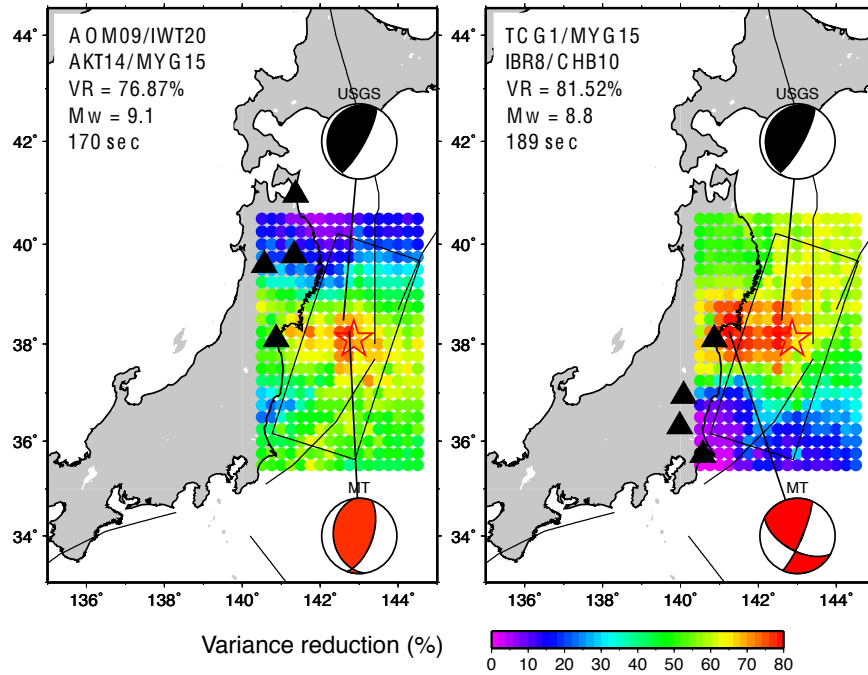 AOM09/IWT20
AKT14/MYG15
VR = 76.87%
Mw = 9.1
170 sec
USGS
MT
44˚
42˚
40˚
38˚
36˚
34˚
136˚
138˚
140˚
142˚
144˚
TCG1/MYG15
IBR8/CHB10
VR = 81.52%
Mw = 8.8
189 sec
USGS
MT
44˚
42˚
40˚
38˚
36˚
34˚
136˚
138˚
140˚
142˚
144˚
Variance reduction (%)
0 10 20 30 40 50 60 70 80